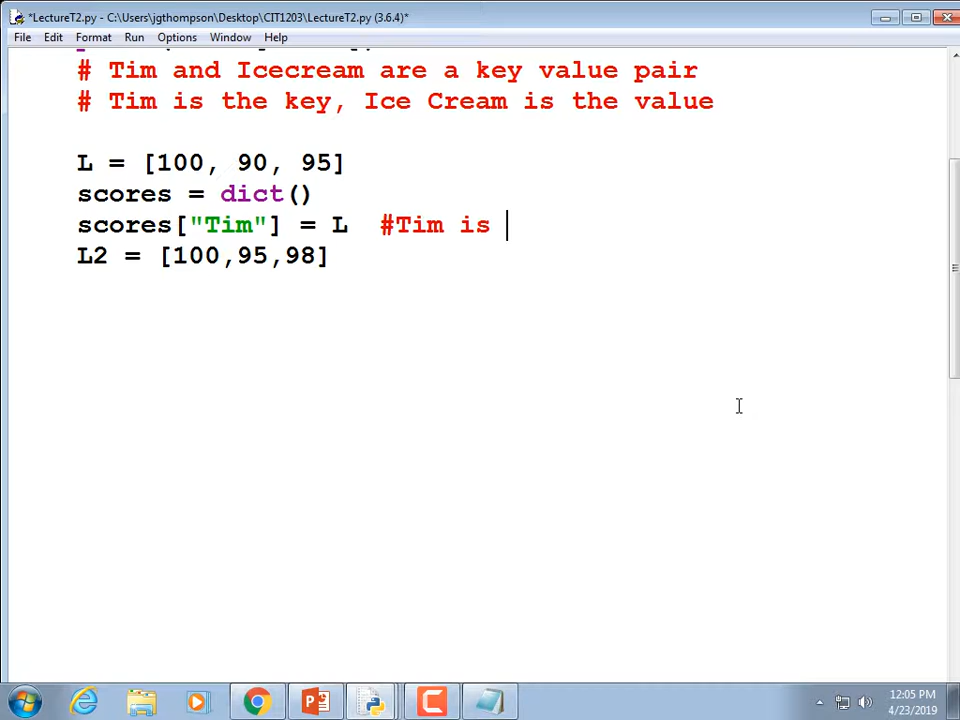 *LectureT2.py - C:\Users\jgthompson\Desktop\CIT1203\LectureT2.py (3.6.4)*
File Edit Format Run Options Window Help
# Tim and Icecream are a key value pair
# Tim is the key, Ice Cream is the value
L = [100, 90, 95]
scores = dict()
scores["Tim"] = L  #Tim is
L2 = [100,95,98]
12:05 PM
4/23/2019